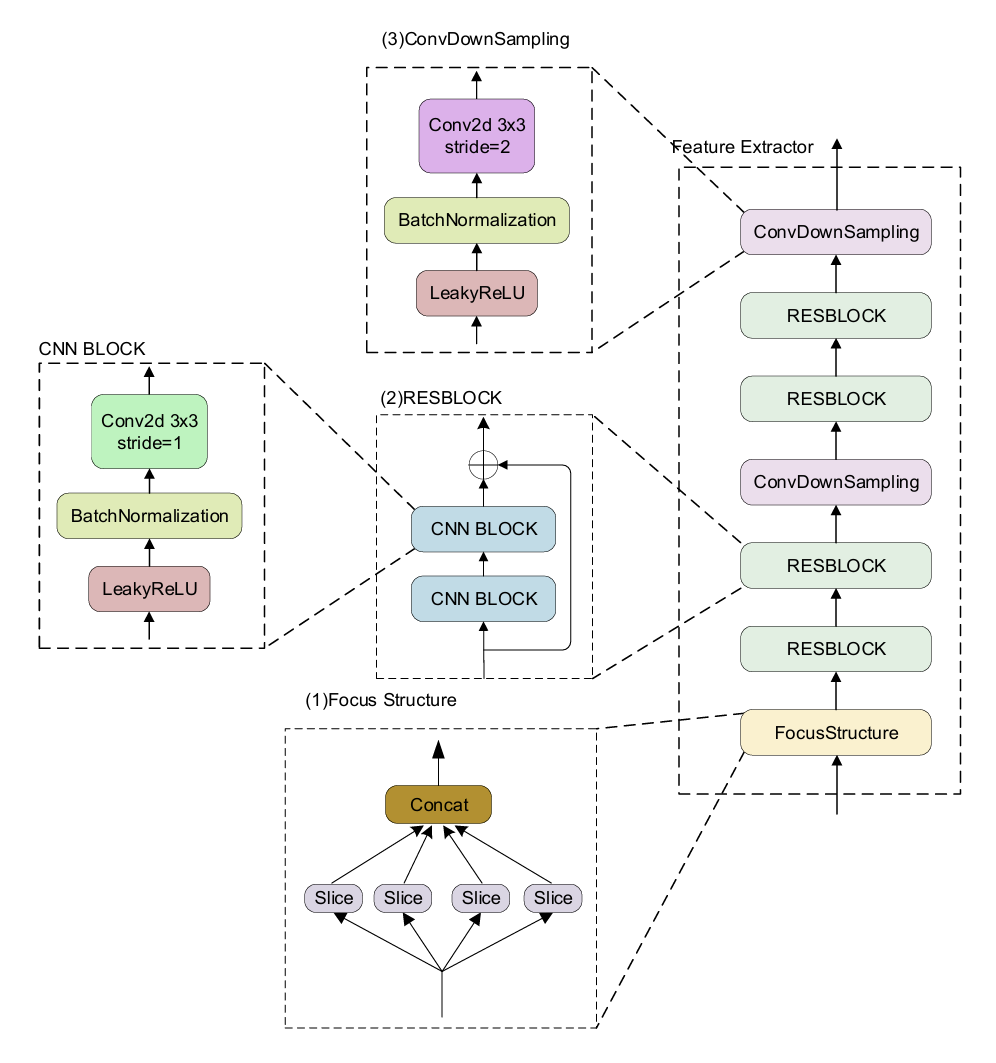 (3)ConvDownSampling
Conv2d 3x3
stride=2
BatchNormalization
LeakyReLU
Feature Extractor
ConvDownSampling
RESBLOCK
RESBLOCK
ConvDownSampling
RESBLOCK
RESBLOCK
FocusStructure
CNN BLOCK
Conv2d 3x3
stride=1
BatchNormalization
LeakyReLU
(2)RESBLOCK
CNN BLOCK
CNN BLOCK
(1)Focus Structure
Concat
Slice Slice Slice Slice